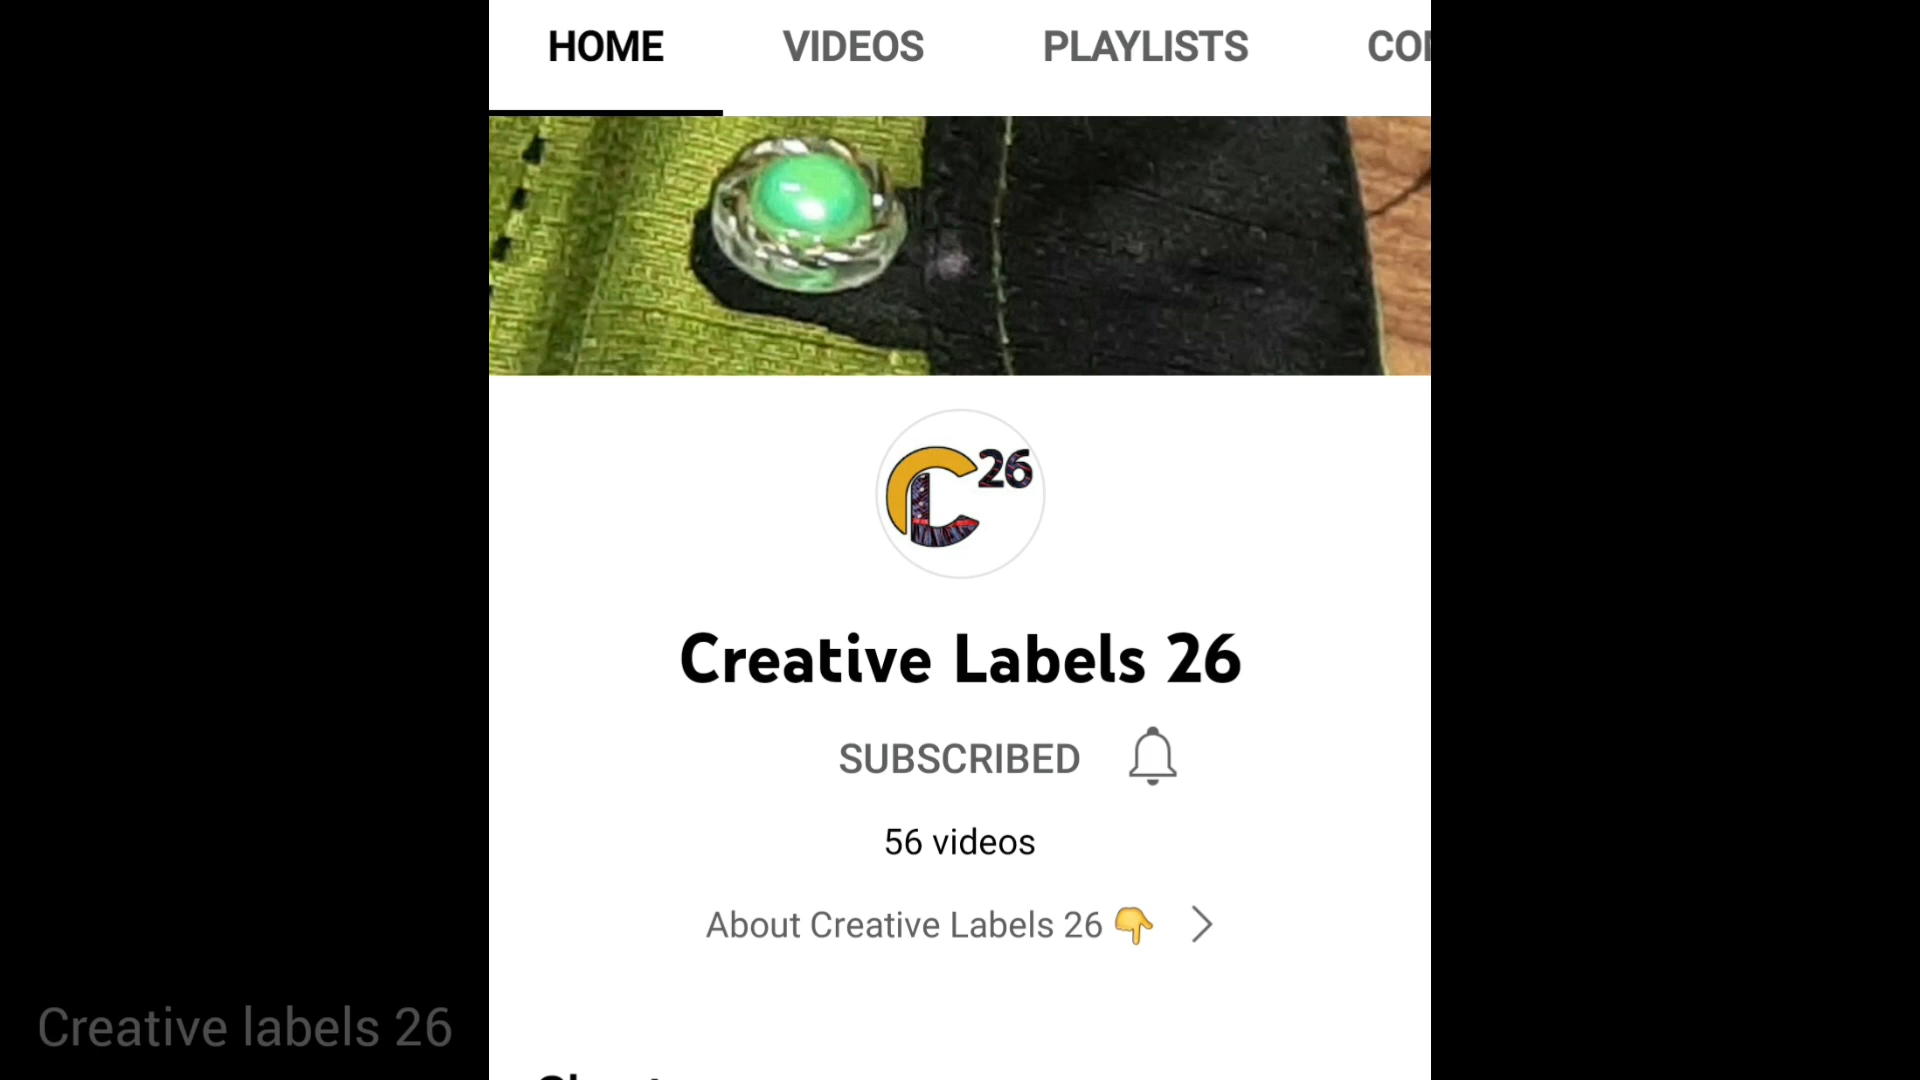 HOME VIDEOS PLAYLISTS
26
Creative Labels 26
SUBSCRIBED
56 videos
About Creative Labels 26 👇
Creative labels 26